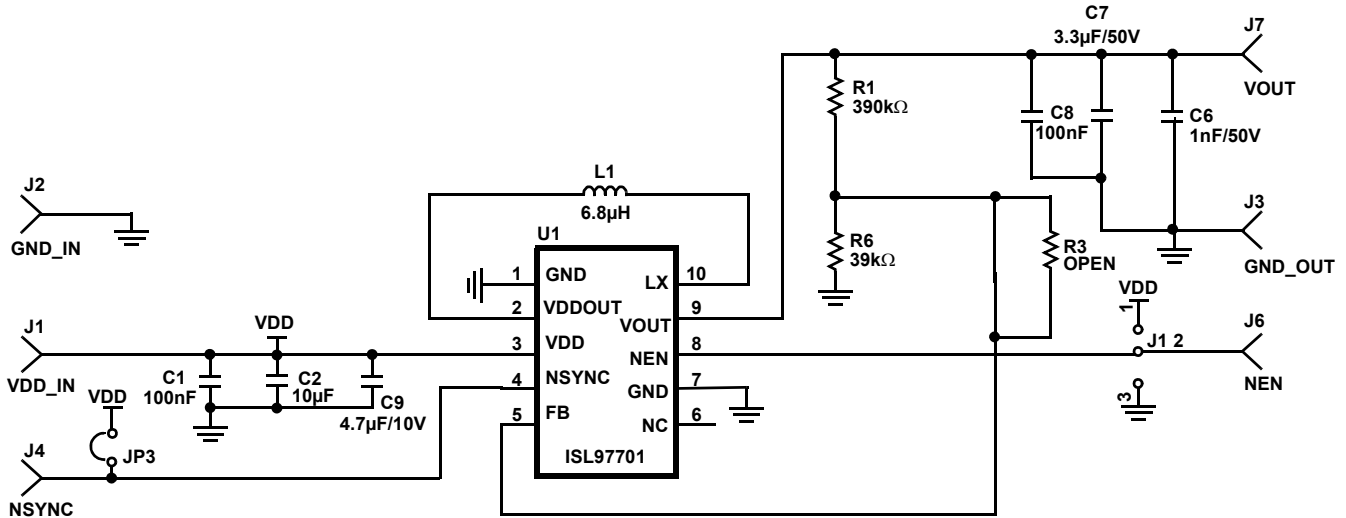 C7
3.3µF/50V
J7
VOUT
R1
390kΩ
C8
100nF
C6
1nF/50V
J2
GND_IN
L1
6.8µH
U1
R6
39kΩ
R3
OPEN
J3
GND_OUT
1 GND
LX 10
2 VDDOUT
VOUT 9
3 VDD
NEN 8
4 NSYNC
GND 7
5 FB
NC 6
ISL97701
VDD
1
J1 2
3
J6
NEN
J1
VDD_IN
VDD
C1
100nF
C2
10µF
C9
4.7µF/10V
VDD
JP3
J4
NSYNC